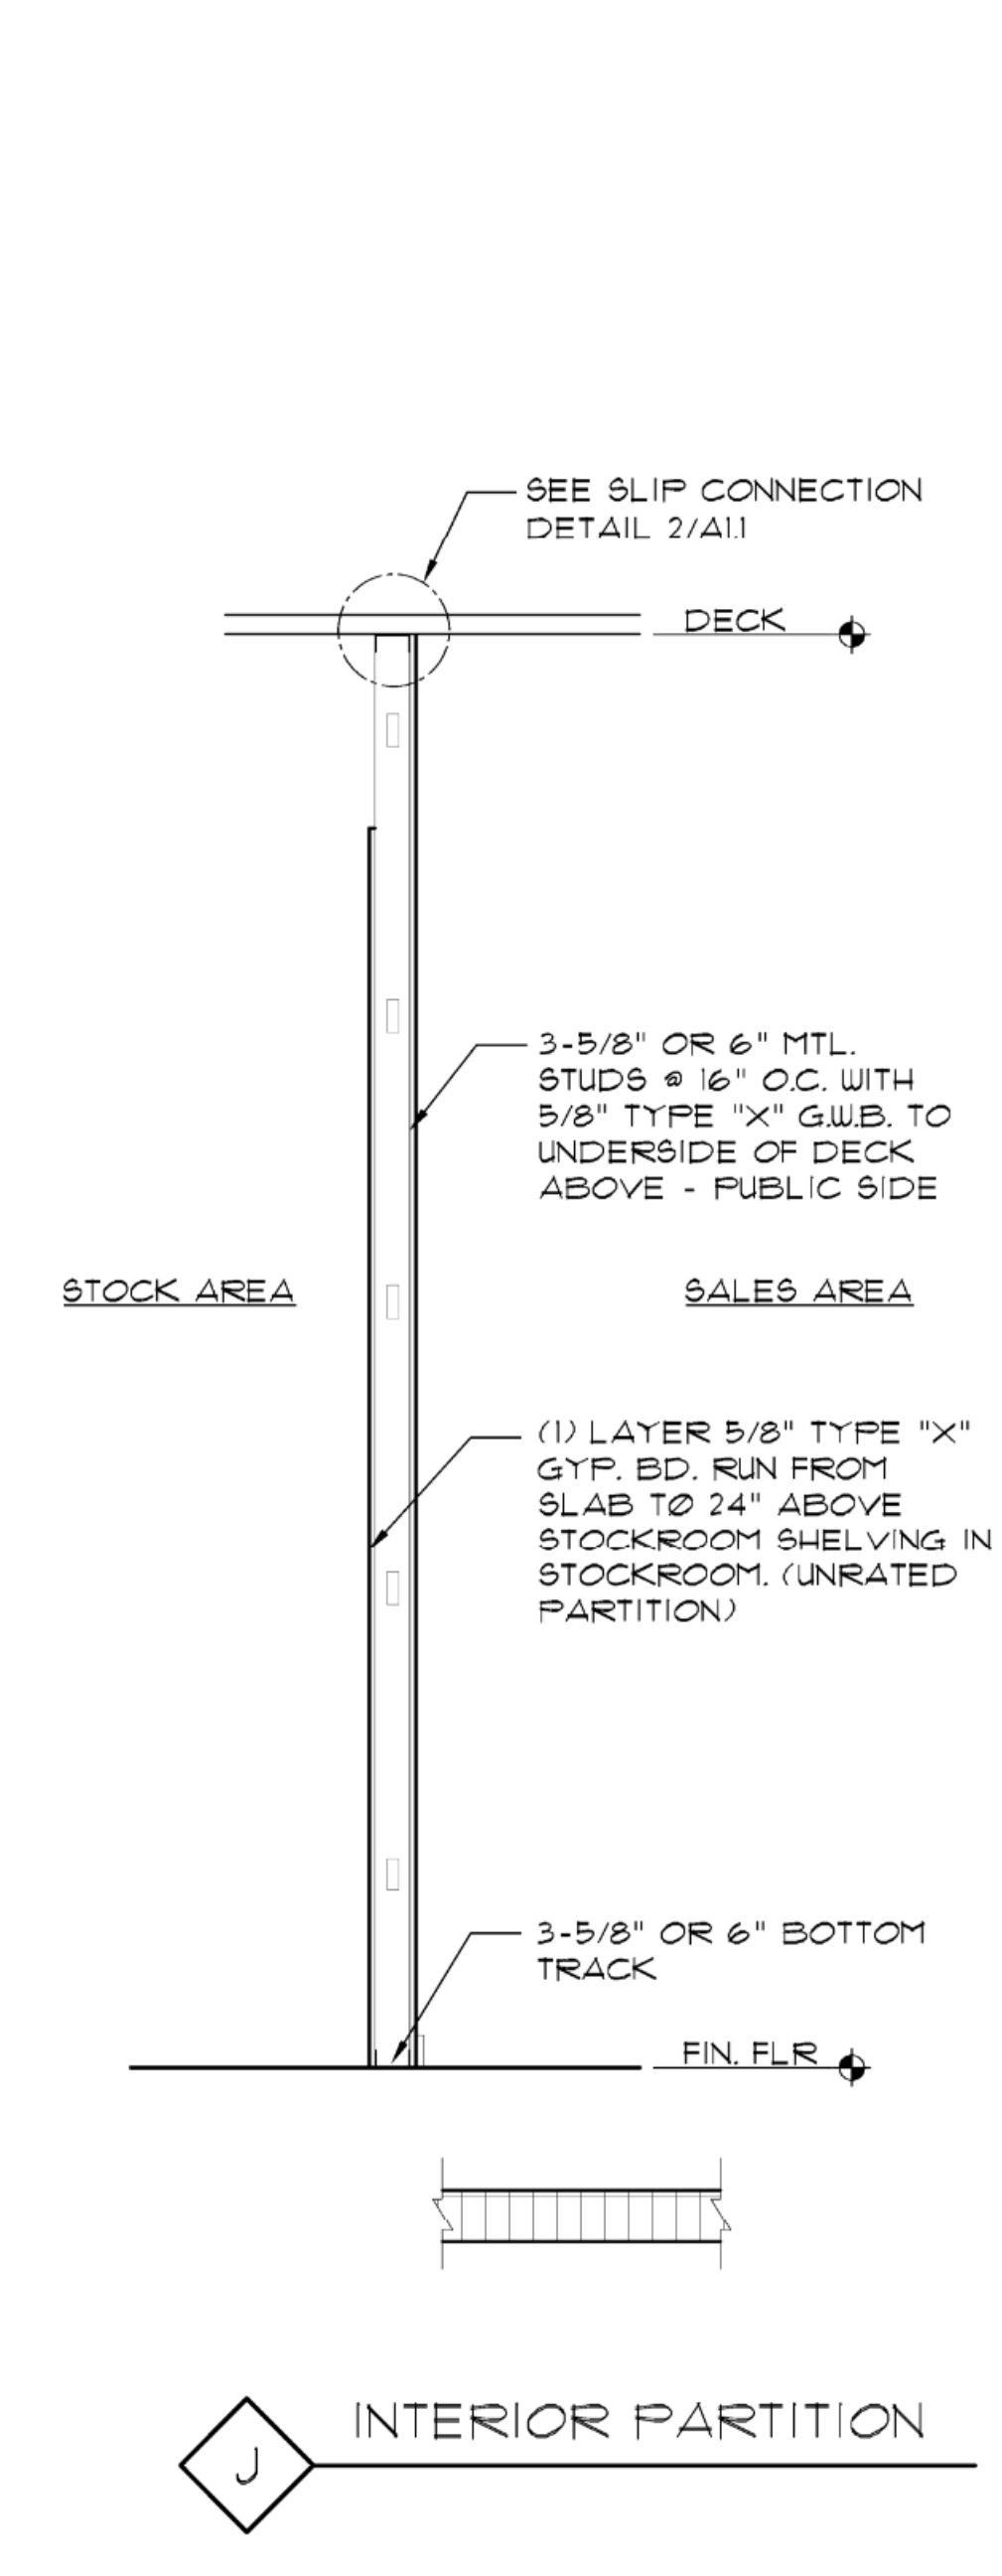 SEE SLIP CONNECTION
DETAIL 2/A1.1
DECK
3-5/8" OR 6" MTL.
STUDS @ 16" O.C. WITH
5/8" TYPE "X" G.W.B. TO
UNDERSIDE OF DECK
ABOVE - PUBLIC SIDE
STOCK AREA
SALES AREA
(1) LAYER 5/8" TYPE "X"
GYP. BD. RUN FROM
SLAB TO 24" ABOVE
STOCKROOM SHELVING IN
STOCKROOM. (UNRATED
PARTITION)
3-5/8" OR 6" BOTTOM
TRACK
FIN. FLR
J
INTERIOR PARTITION